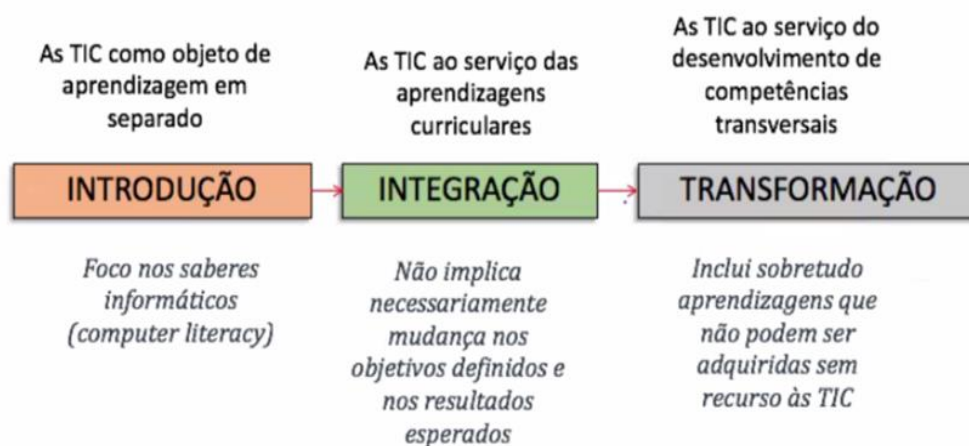 As TIC como objeto de
aprendizagem em
separado
As TIC ao serviço das
aprendizagens
curriculares
As TIC ao serviço do
desenvolvimento de
competências
transversais
INTRODUÇÃO
INTEGRAÇÃO
TRANSFORMAÇÃO
Foco nos saberes
informáticos
(computer literacy)
Não implica
necessariamente
mudança nos
objetivos definidos e
nos resultados
esperados
Inclui sobretudo
aprendizagens que
não podem ser
adquiridas sem
recurso às TIC